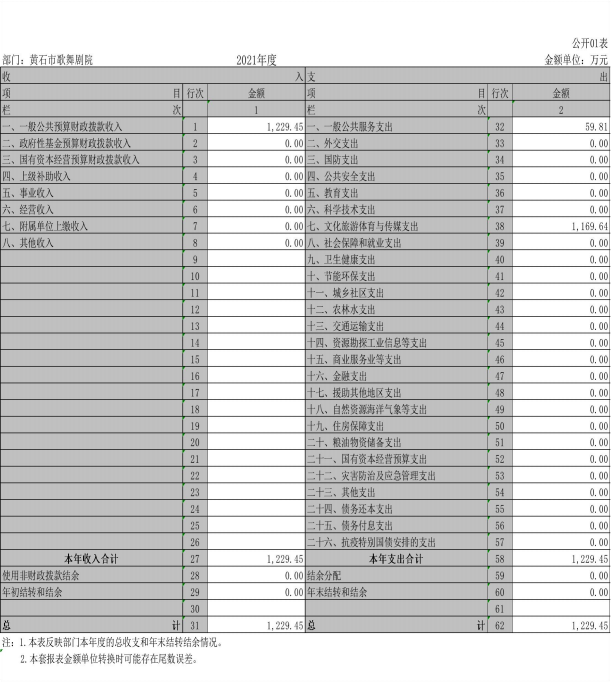 公开01表
部门：黄石市歌舞剧院 2021年度 金额单位：万元
收 入 支 出
项 目 行次 金额 项 目 行次 金额
栏 次 1 栏 次 2
一、一般公共预算财政拨款收入 1 1,229.45 一、一般公共服务支出 32 59.81
二、政府性基金预算财政拨款收入 2 0.00 二、外交支出 33 0.00
三、国有资本经营预算财政拨款收入 3 0.00 三、国防支出 34 0.00
四、上级补助收入 4 0.00 四、公共安全支出 35 0.00
五、事业收入 5 0.00 五、教育支出 36 0.00
六、经营收入 6 0.00 六、科学技术支出 37 0.00
七、附属单位上缴收入 7 0.00 七、文化旅游体育与传媒支出 38 1,169.64
八、其他收入 8 0.00 八、社会保障和就业支出 39 0.00
9 九、卫生健康支出 40 0.00
10 十、节能环保支出 41 0.00
11 十一、城乡社区支出 42 0.00
12 十二、农林水支出 43 0.00
13 十三、交通运输支出 44 0.00
14 十四、资源勘探工业信息等支出 45 0.00
15 十五、商业服务业等支出 46 0.00
16 十六、金融支出 47 0.00
17 十七、援助其他地区支出 48 0.00
18 十八、自然资源海洋气象等支出 49 0.00
19 十九、住房保障支出 50 0.00
20 二十、粮油物资储备支出 51 0.00
21 二十一、国有资本经营预算支出 52 0.00
22 二十二、灾害防治及应急管理支出 53 0.00
23 二十三、其他支出 54 0.00
24 二十四、债务还本支出 55 0.00
25 二十五、债务付息支出 56 0.00
26 二十六、抗疫特别国债安排的支出 57 0.00
本年收入合计 27 1,229.45 本年支出合计 58 1,229.45
使用非财政拨款结余 28 0.00 结余分配 59 0.00
年初结转和结余 29 0.00 年末结转和结余 60 0.00
30 61
总 计 31 1,229.45 总 计 62 1,229.45
注：1.本表反映部门本年度的总收支和年末结转结余情况。
2.本套报表金额单位转换时可能存在尾数误差。